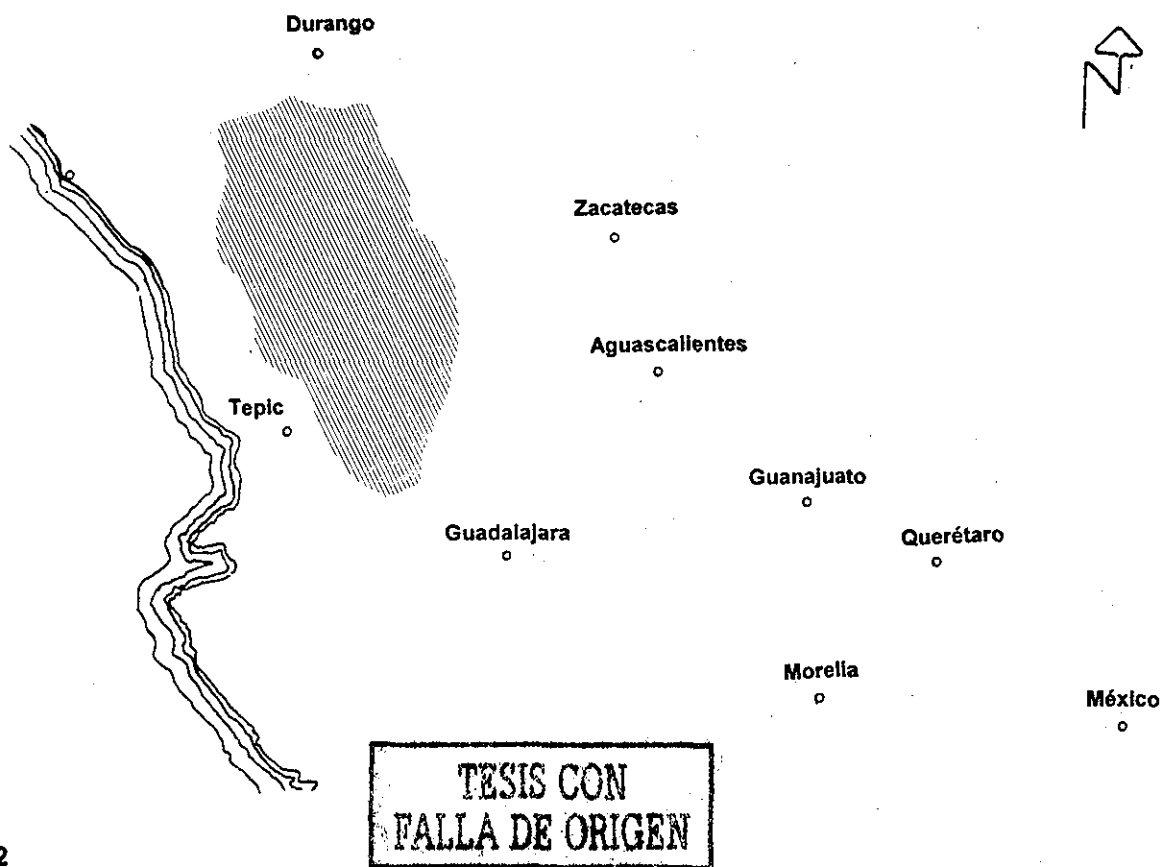 Durango
N
Zacatecas
Aguascalientes
Tepic
Guanajuato
Guadalajara
Querétaro
Morelia
México
TESIS CON
FALLA DE ORIGEN
2